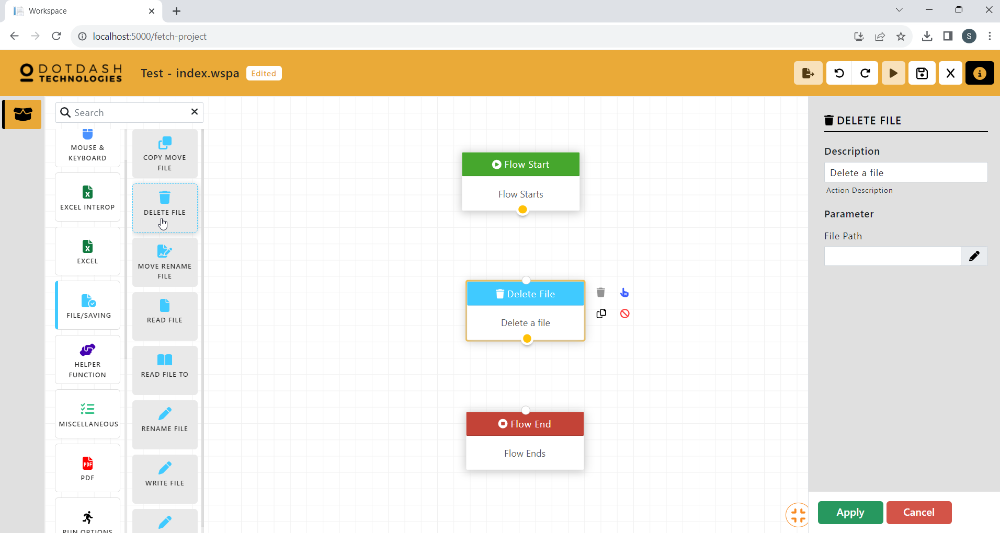 Workspace
localhost:5000/fetch-project
S
DOTDASH
TECHNOLOGIES
Test - index.wspa
Edited
Search
MOUSE &
KEYBOARD
EXCEL INTEROP
EXCEL
FILE/SAVING
HELPER
FUNCTION
MISCELLANEOUS
PDF
PDF
RUN OPTIONS
COPY MOVE
FILE
DELETE FILE
MOVE RENAME
FILE
READ FILE
READ FILE TO
RENAME FILE
WRITE FILE
Flow Start
Flow Starts
Delete File
Delete a file
Flow End
Flow Ends
DELETE FILE
Description
Delete a file
Action Description
Parameter
File Path
Apply
Cancel